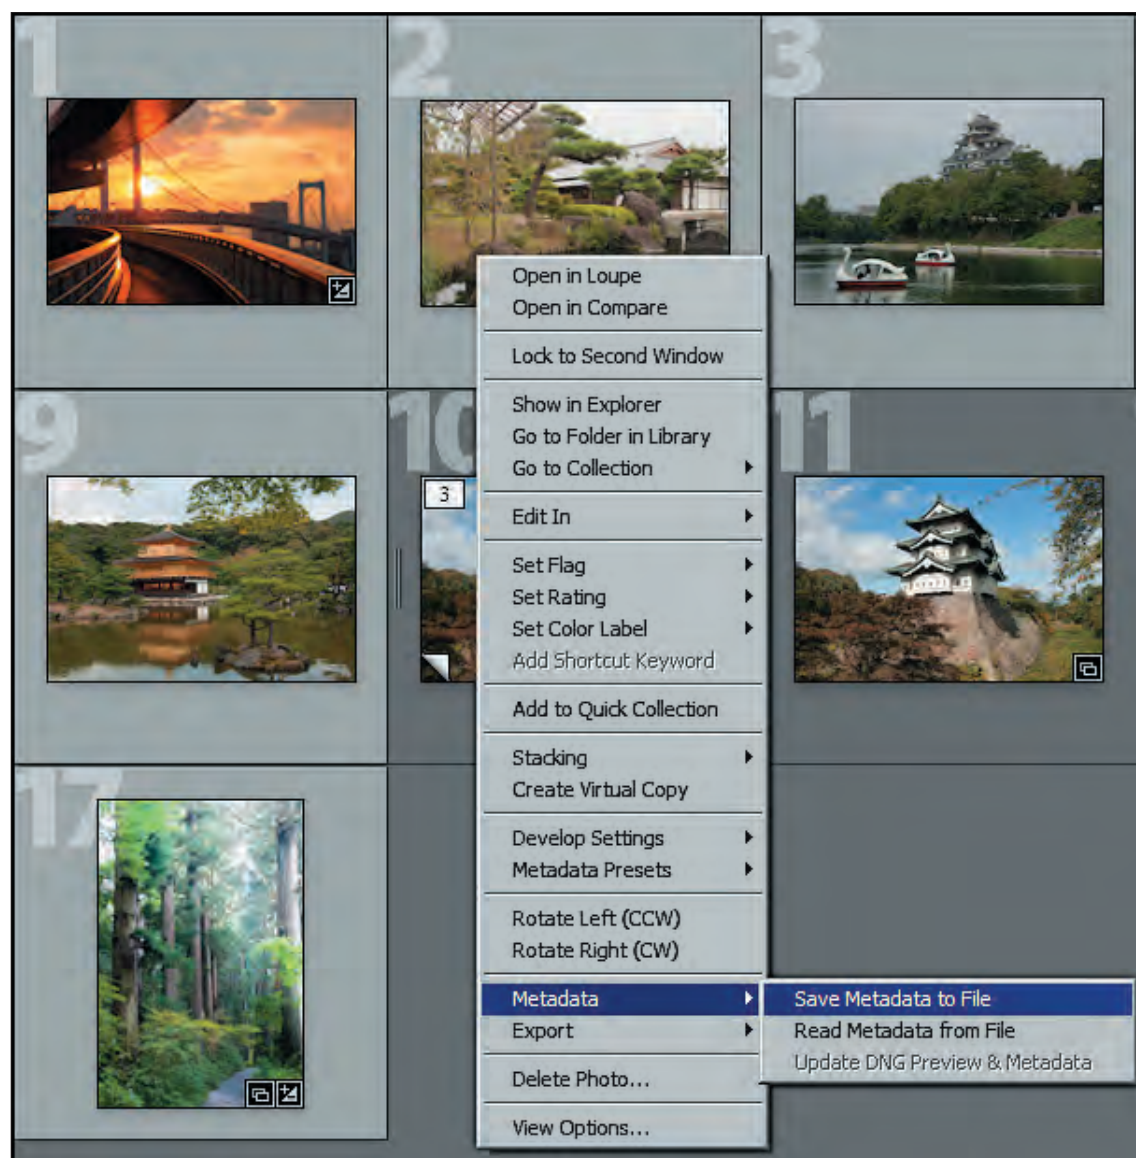 1
2
3
Open in Loupe
Open in Compare
Lock to Second Window
Show in Explorer
Go to Folder in Library
Go to Collection
9
10
11
3
Edit In
Set Flag
Set Rating
Set Color Label
Add Shortcut Keyword
Add to Quick Collection
Stacking
Create Virtual Copy
17
Develop Settings
Metadata Presets
Rotate Left (CCW)
Rotate Right (CW)
Metadata
Save Metadata to File
Export
Read Metadata from File
Update DNG Preview & Metadata
Delete Photo...
View Options...